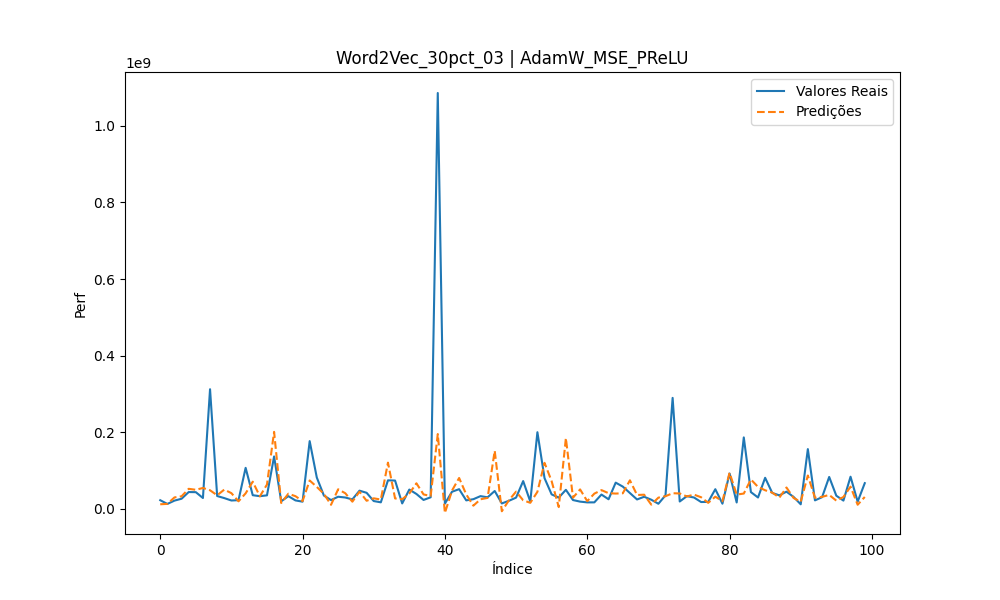 Word2Vec_30pct_03 | AdamW_MSE_PReLU
1e9
Valores Reais
Predições
1.0
0.8
0.6
0.4
0.2
0.0
Perf
0
20
40
60
80
100
Índice